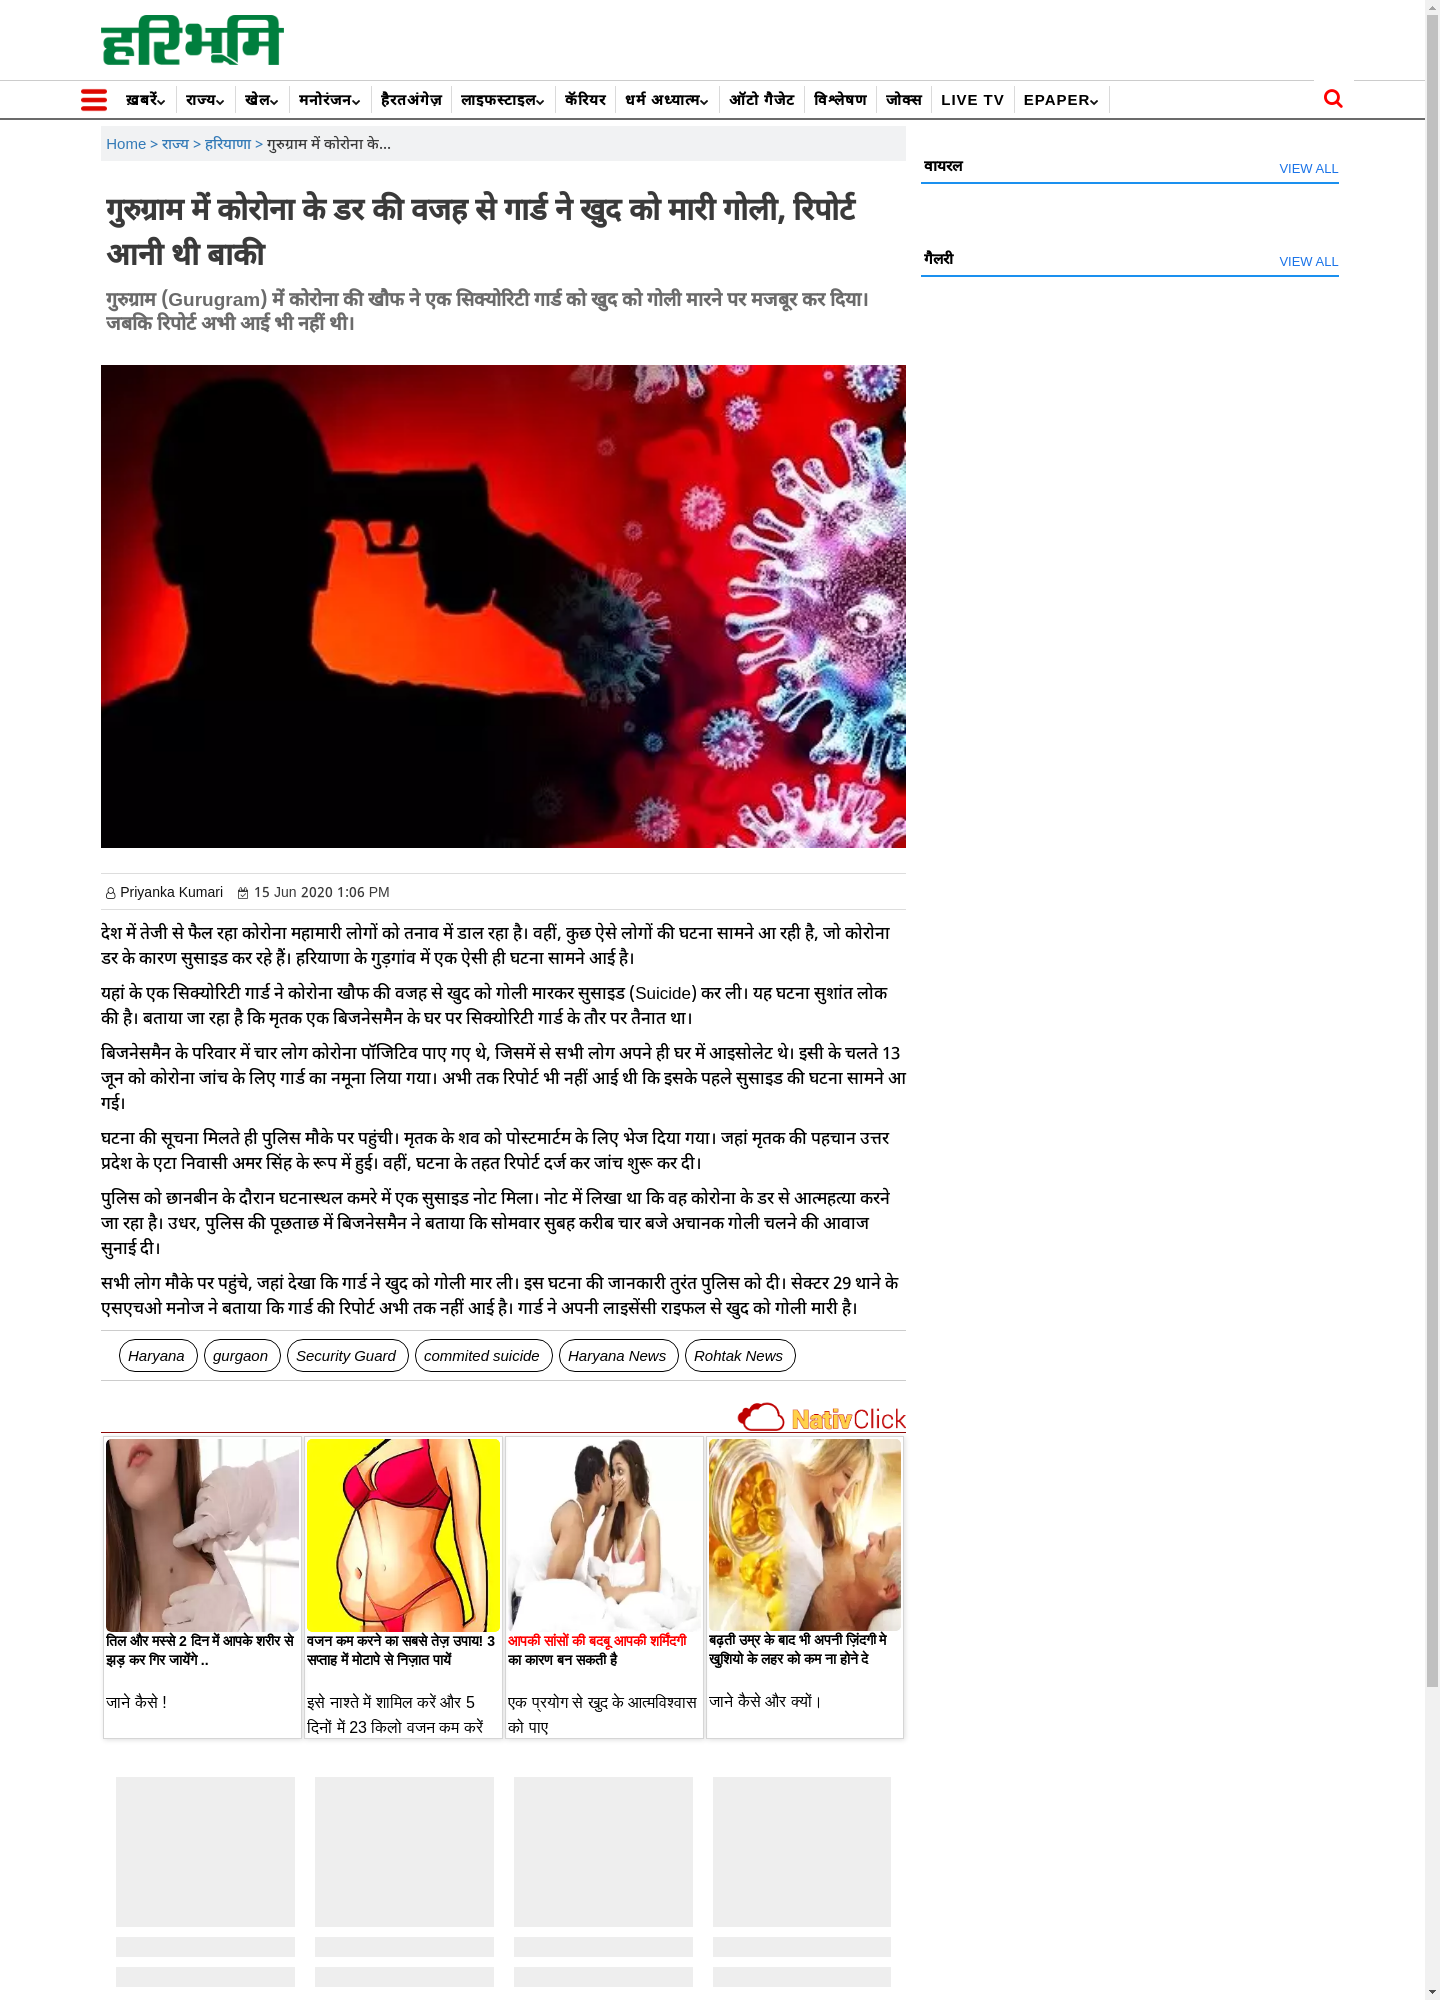 हरिभूमि
ख़बरें राज्य खेल मनोरंजन हैरतअंगेज़ लाइफस्टाइल कॅरियर धर्म अध्यात्म ऑटो गैजेट विश्लेषण जोक्स LIVE TV EPAPER
Home > राज्य > हरियाणा > गुरुग्राम में कोरोना के...
गुरुग्राम में कोरोना के डर की वजह से गार्ड ने खुद को मारी गोली, रिपोर्ट
आनी थी बाकी
गुरुग्राम (Gurugram) में कोरोना की खौफ ने एक सिक्योरिटी गार्ड को खुद को गोली मारने पर मजबूर कर दिया।
जबकि रिपोर्ट अभी आई भी नहीं थी।
वायरल VIEW ALL
गैलरी VIEW ALL
Priyanka Kumari 15 Jun 2020 1:06 PM
देश में तेजी से फैल रहा कोरोना महामारी लोगों को तनाव में डाल रहा है। वहीं, कुछ ऐसे लोगों की घटना सामने आ रही है, जो कोरोना
डर के कारण सुसाइड कर रहे हैं। हरियाणा के गुड़गांव में एक ऐसी ही घटना सामने आई है।
यहां के एक सिक्योरिटी गार्ड ने कोरोना खौफ की वजह से खुद को गोली मारकर सुसाइड (Suicide) कर ली। यह घटना सुशांत लोक
की है। बताया जा रहा है कि मृतक एक बिजनेसमैन के घर पर सिक्योरिटी गार्ड के तौर पर तैनात था।
बिजनेसमैन के परिवार में चार लोग कोरोना पॉजिटिव पाए गए थे, जिसमें से सभी लोग अपने ही घर में आइसोलेट थे। इसी के चलते 13
जून को कोरोना जांच के लिए गार्ड का नमूना लिया गया। अभी तक रिपोर्ट भी नहीं आई थी कि इसके पहले सुसाइड की घटना सामने आ
गई।
घटना की सूचना मिलते ही पुलिस मौके पर पहुंची। मृतक के शव को पोस्टमार्टम के लिए भेज दिया गया। जहां मृतक की पहचान उत्तर
प्रदेश के एटा निवासी अमर सिंह के रूप में हुई। वहीं, घटना के तहत रिपोर्ट दर्ज कर जांच शुरू कर दी।
पुलिस को छानबीन के दौरान घटनास्थल कमरे में एक सुसाइड नोट मिला। नोट में लिखा था कि वह कोरोना के डर से आत्महत्या करने
जा रहा है। उधर, पुलिस की पूछताछ में बिजनेसमैन ने बताया कि सोमवार सुबह करीब चार बजे अचानक गोली चलने की आवाज
सुनाई दी।
सभी लोग मौके पर पहुंचे, जहां देखा कि गार्ड ने खुद को गोली मार ली। इस घटना की जानकारी तुरंत पुलिस को दी। सेक्टर 29 थाने के
एसएचओ मनोज ने बताया कि गार्ड की रिपोर्ट अभी तक नहीं आई है। गार्ड ने अपनी लाइसेंसी राइफल से खुद को गोली मारी है।
Haryana gurgaon Security Guard commited suicide Haryana News Rohtak News
NativClick
तिल और मस्से 2 दिन में आपके शरीर से
झड़ कर गिर जायेंगे ..
जाने कैसे !
वजन कम करने का सबसे तेज़ उपाय! 3
सप्ताह में मोटापे से निज़ात पायें
इसे नाश्ते में शामिल करें और 5
दिनों में 23 किलो वजन कम करें
आपकी सांसों की बदबू आपकी शर्मिंदगी
का कारण बन सकती है
एक प्रयोग से खुद के आत्मविश्वास
को पाए
बढ़ती उम्र के बाद भी अपनी ज़िंदगी मे
खुशियो के लहर को कम ना होने दे
जाने कैसे और क्यों।